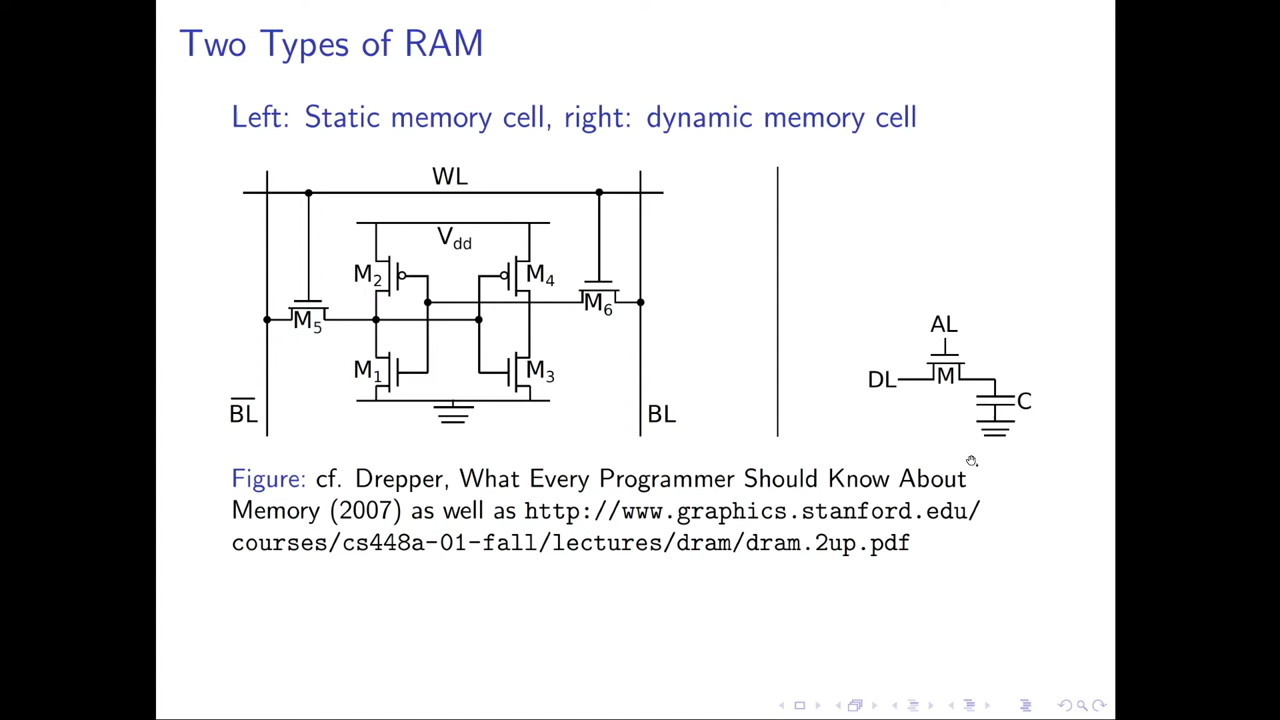 Two Types of RAM
Left: Static memory cell, right: dynamic memory cell
WL
Vdd
M2
M4
M6
M5
M1
M3
BL
BL
AL
DL
M
C
Figure: cf. Drepper, What Every Programmer Should Know About
Memory (2007) as well as http://www.graphics.stanford.edu/
courses/cs448a-01-fall/lectures/dram/dram.2up.pdf